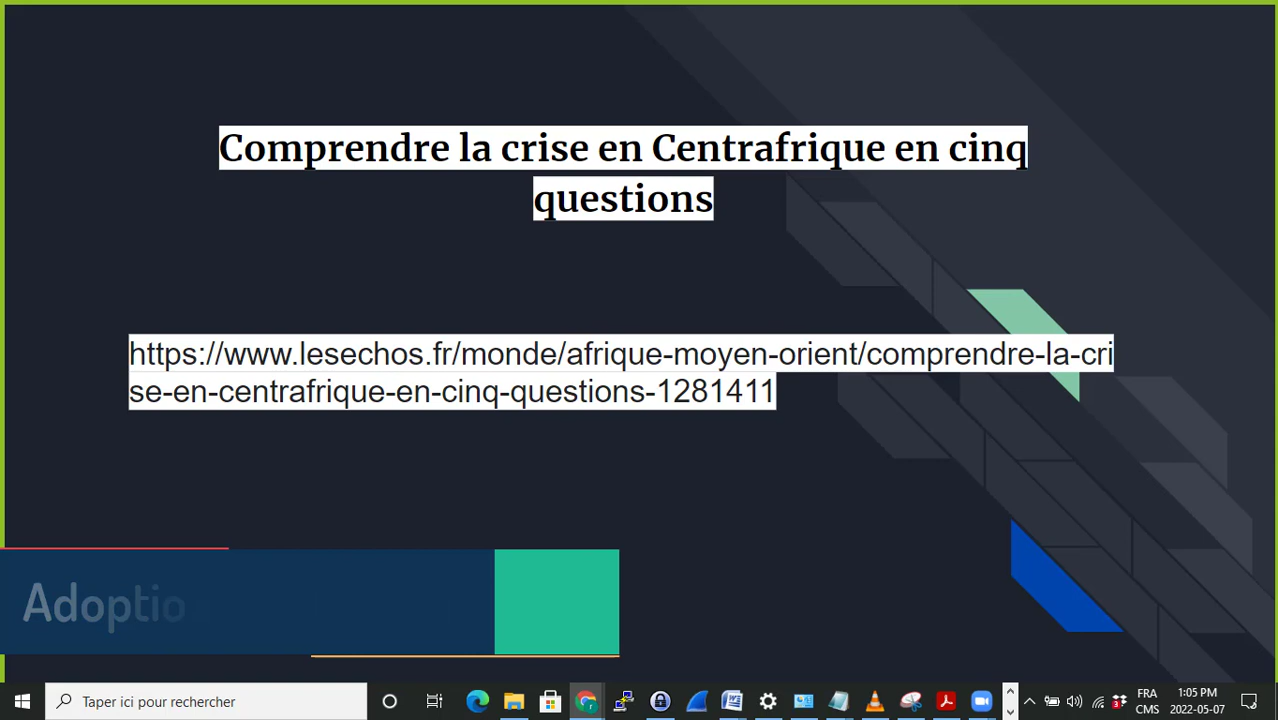 Comprendre la crise en Centrafrique en cinq
questions
https://www.lesechos.fr/monde/afrique-moyen-orient/comprendre-la-cri
se-en-centrafrique-en-cinq-questions-1281411
Adoptio
Taper ici pour rechercher
FRA
CMS
1:05 PM
2022-05-07